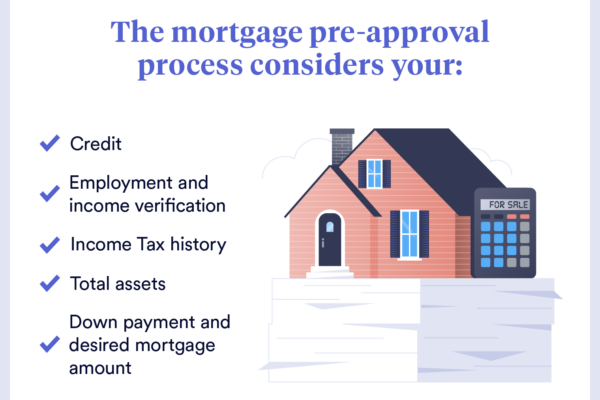 The mortgage pre-approval
process considers your:
Credit
Employment and
income verification
Income Tax history
Total assets
Down payment and
desired mortgage
amount
FOR SALE